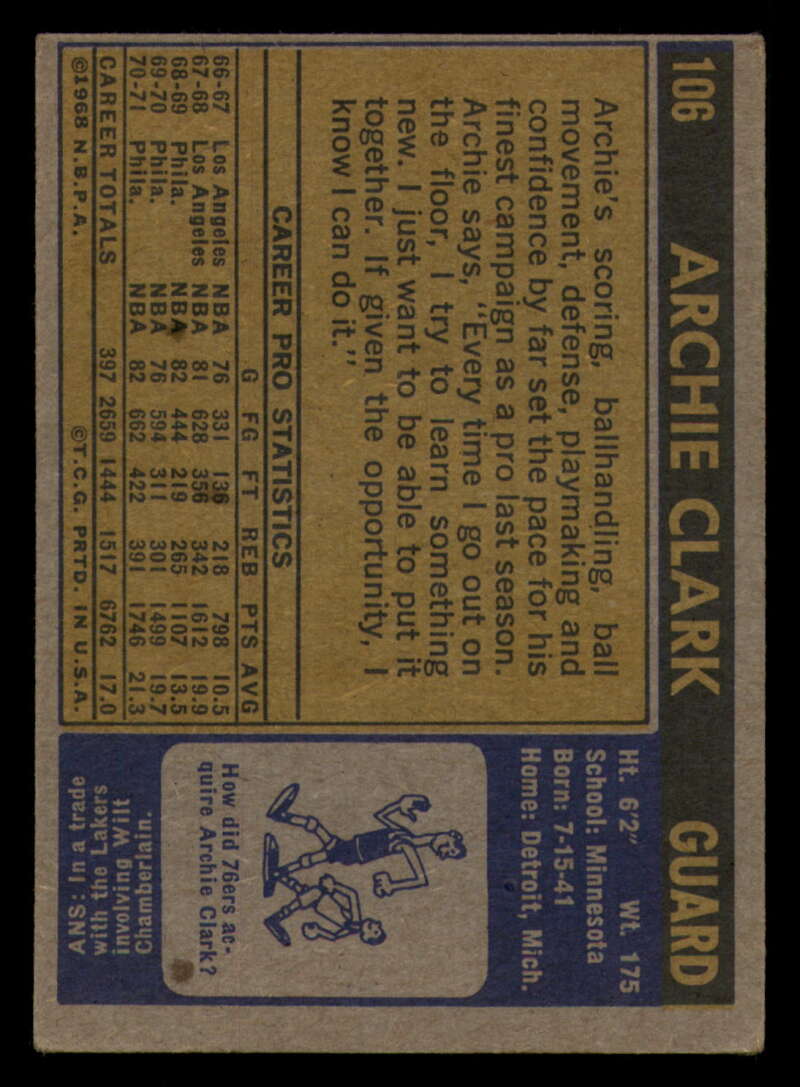 106 ARCHIE CLARK GUARD
Archie's scoring, ballhandling, ball
movement, defense, playmaking and
confidence by far set the pace for his
finest campaign as a pro last season.
Archie says, "Every time I go out on
the floor, I try to learn something
new. I just want to be able to put it
together. If given the opportunity, I
know I can do it."
CAREER PRO STATISTICS
G FG FT REB PTS AVG
66-67 Los Angeles NBA 76 331 136 218 798 10.5
67-68 Los Angeles NBA 81 628 356 342 1612 19.9
68-69 Phila. NBA 82 444 219 265 1107 13.5
69-70 Phila. NBA 76 594 311 301 1499 19.7
70-71 Phila. NBA 82 662 422 391 1746 21.3
CAREER TOTALS 397 2659 1444 1517 6762 17.0
©1968 N.B.P.A. ©T.C.G. PRTD. IN U.S.A.
Ht. 6'2" Wt. 175
School: Minnesota
Born: 7-15-41
Home: Detroit, Mich.
How did 76ers ac-
quire Archie Clark?
ANS: In a trade
with the Lakers
involving Wilt
Chamberlain.